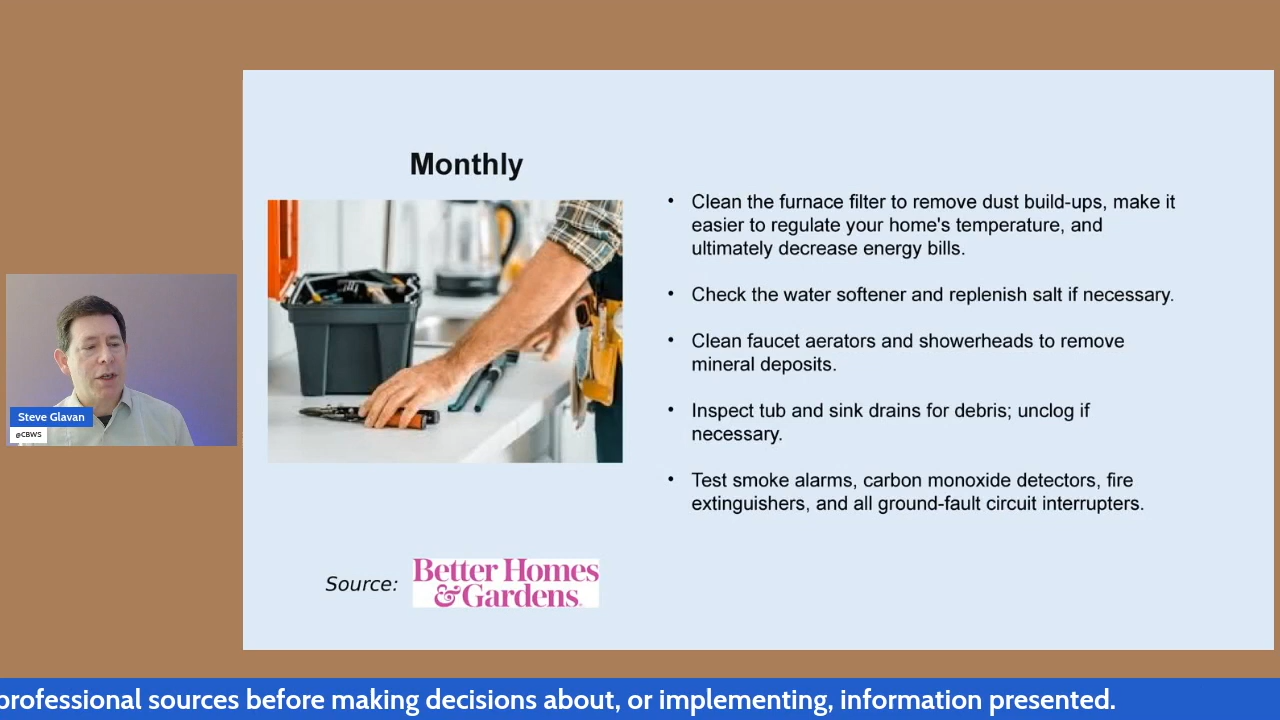 Monthly
• Clean the furnace filter to remove dust build-ups, make it
easier to regulate your home's temperature, and
ultimately decrease energy bills.
• Check the water softener and replenish salt if necessary.
• Clean faucet aerators and showerheads to remove
mineral deposits.
• Inspect tub and sink drains for debris; unclog if
necessary.
• Test smoke alarms, carbon monoxide detectors, fire
extinguishers, and all ground-fault circuit interrupters.
Source:
Better Homes
&Gardens.
Steve Glavan
@CBWS
professional sources before making decisions about, or implementing, information presented.